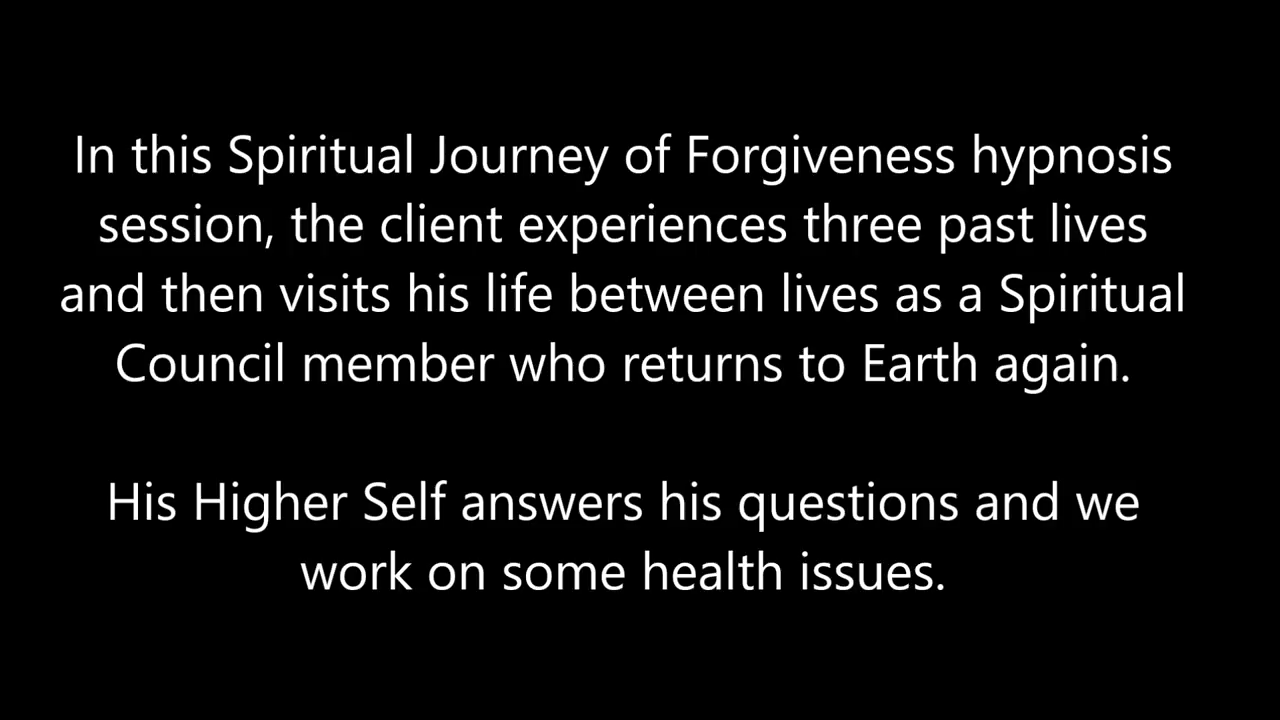 In this Spiritual Journey of Forgiveness hypnosis
session, the client experiences three past lives
and then visits his life between lives as a Spiritual
Council member who returns to Earth again.
His Higher Self answers his questions and we
work on some health issues.